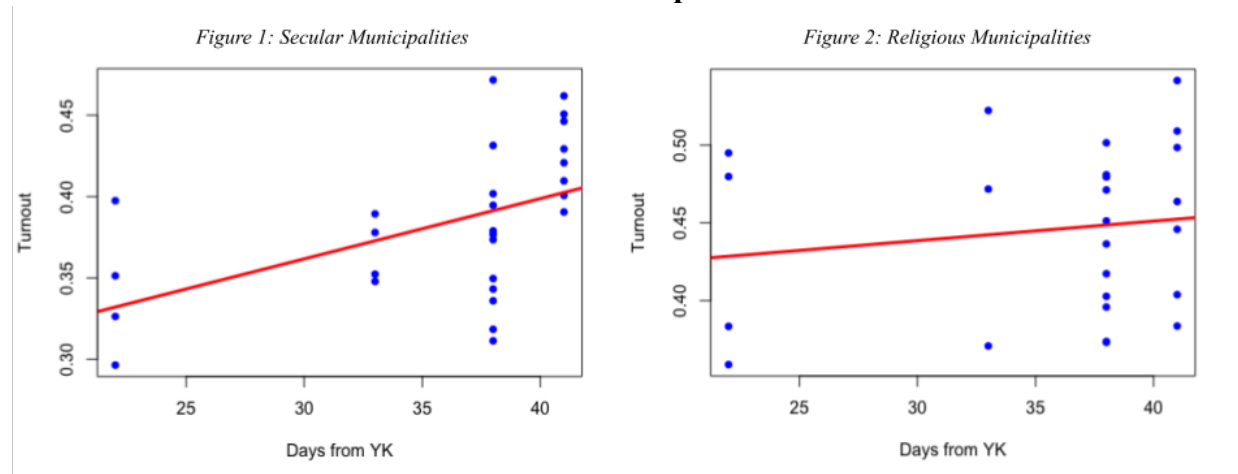 Figure 1: Secular Municipalities
Turnout
0.45
0.40
0.35
0.30
25 30 35 40
Days from YK
Figure 2: Religious Municipalities
Turnout
0.50
0.45
0.40
25 30 35 40
Days from YK